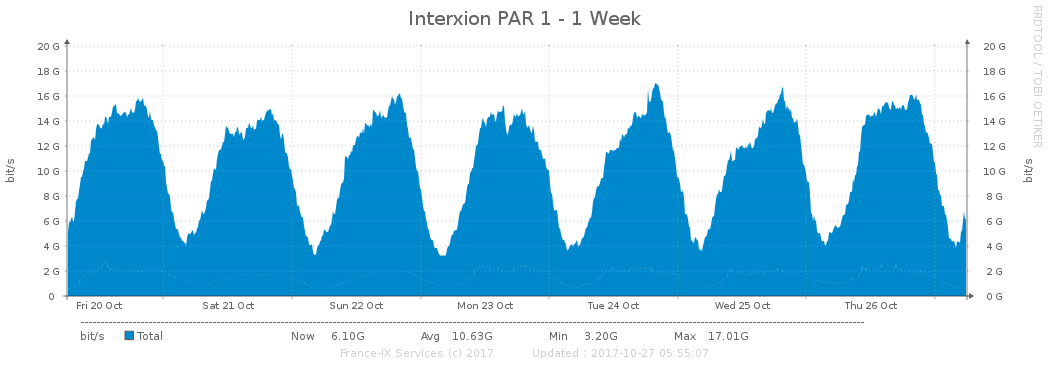 Interxion PAR 1 - 1 Week
RRDTOOL / TOBI OETIKER
20 G 20 G
18 G 18 G
16 G 16 G
14 G 14 G
12 G 12 G
10 G 10 G
8 G 8 G
6 G 6 G
4 G 4 G
2 G 2 G
0 0 G
bit/s
bit/s
Fri 20 Oct Sat 21 Oct Sun 22 Oct Mon 23 Oct Tue 24 Oct Wed 25 Oct Thu 26 Oct
bit/s Total Now 6.10G Avg 10.63G Min 3.20G Max 17.01G
France-IX Services (c) 2017 Updated : 2017-10-27 05:55:07